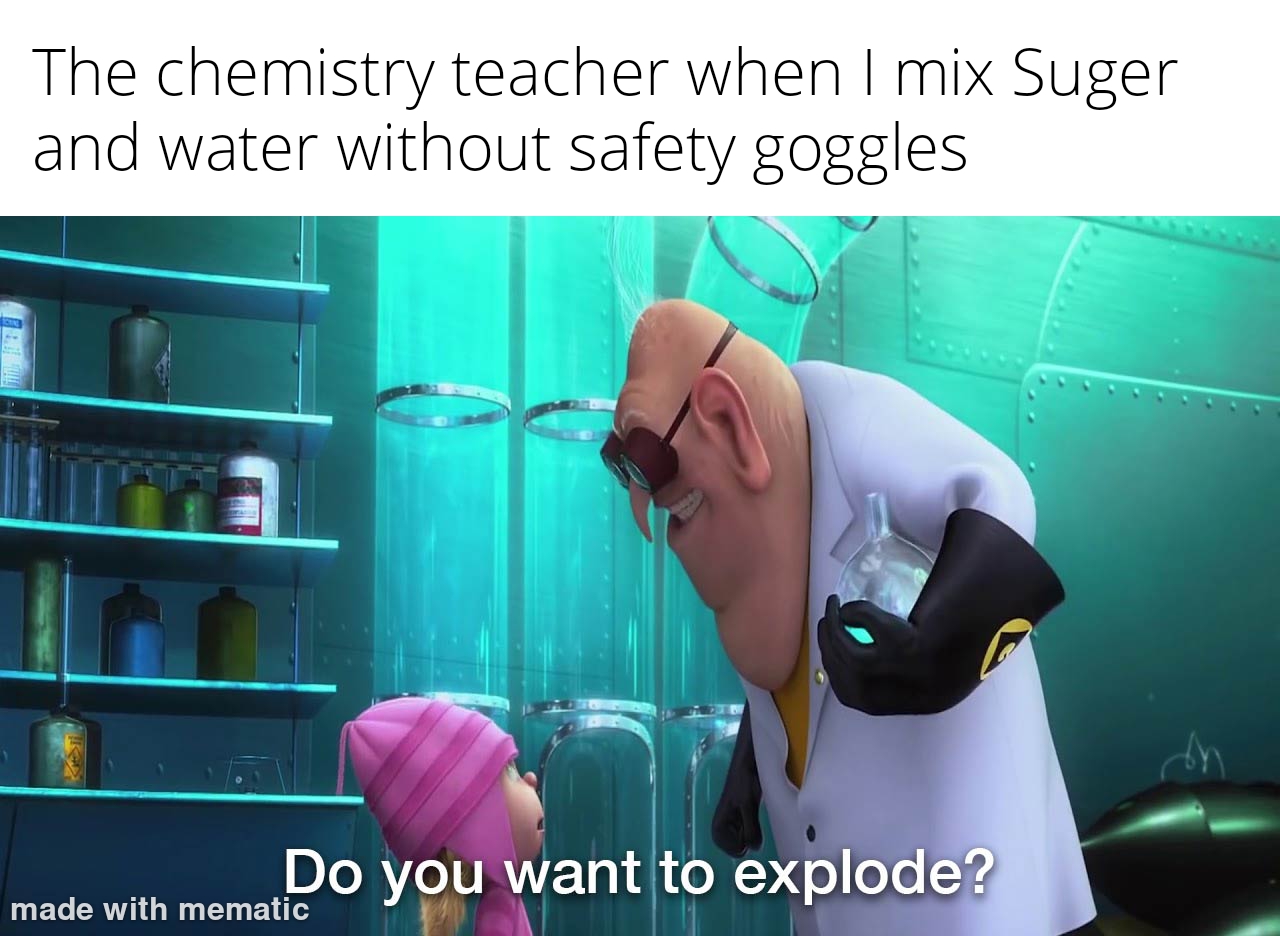 The chemistry teacher when I mix Suger
and water without safety goggles
Do you want to explode?
made with mematic